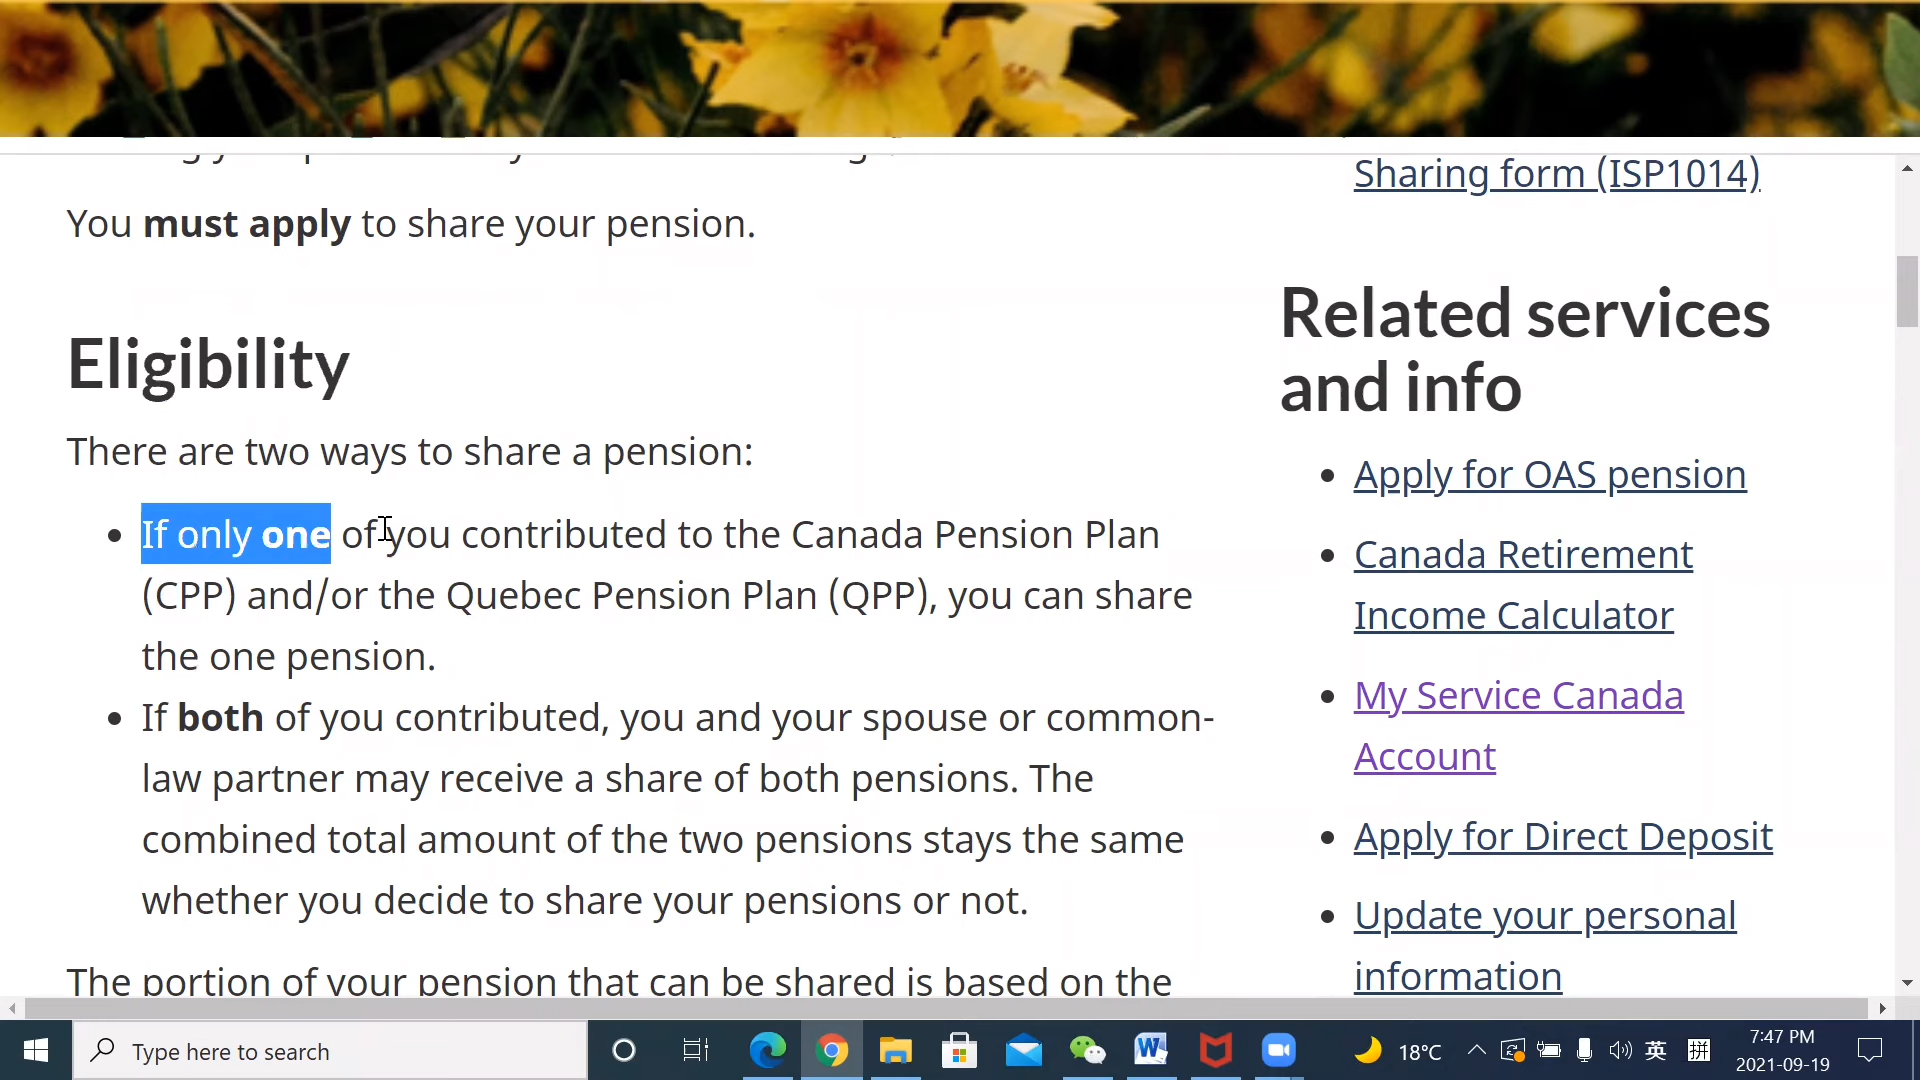 You must apply to share your pension.
Eligibility
There are two ways to share a pension:
If only one of you contributed to the Canada Pension Plan
(CPP) and/or the Quebec Pension Plan (QPP), you can share
the one pension.
If both of you contributed, you and your spouse or common-
law partner may receive a share of both pensions. The
combined total amount of the two pensions stays the same
whether you decide to share your pensions or not.
The portion of your pension that can be shared is based on the
Sharing form (ISP1014)
Related services
and info
Apply for OAS pension
Canada Retirement
Income Calculator
My Service Canada
Account
Apply for Direct Deposit
Update your personal
information
Type here to search
18°C
英
拼
7:47 PM
2021-09-19